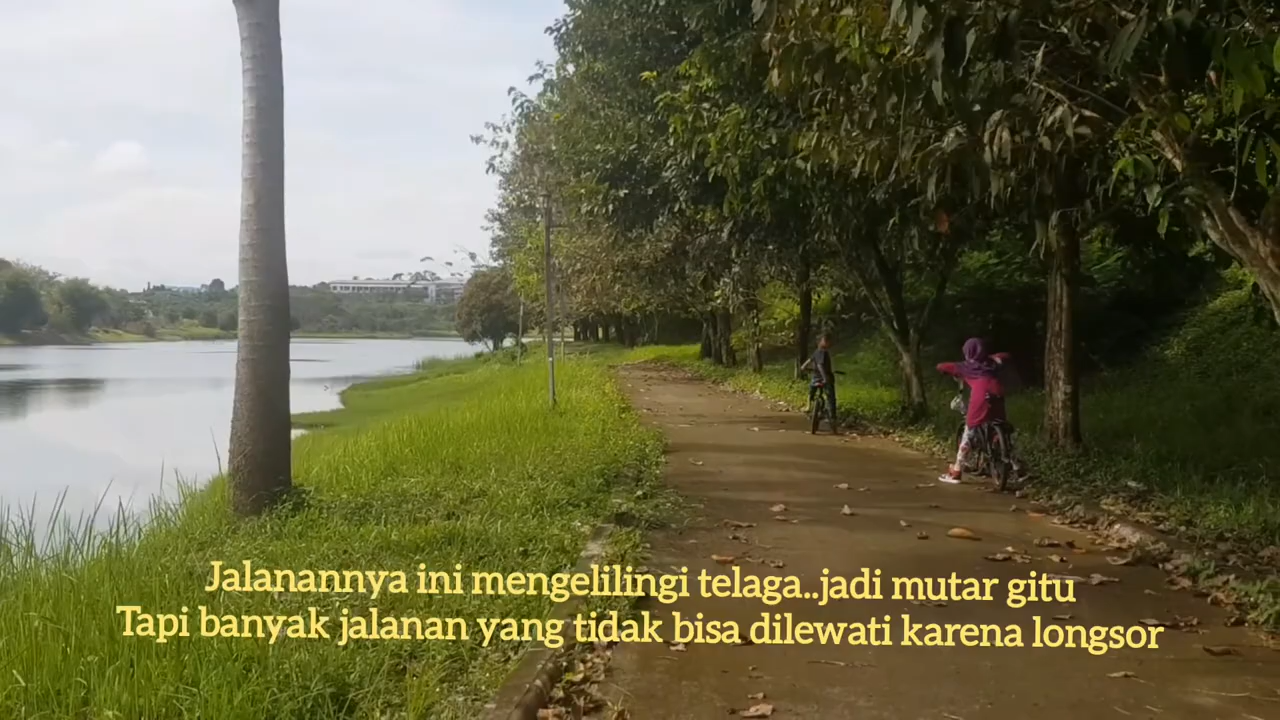 Jalanannya ini mengelilingi telaga..jadi mutar gitu
Tapi banyak jalanan yang tidak bisa dilewati karena longsor